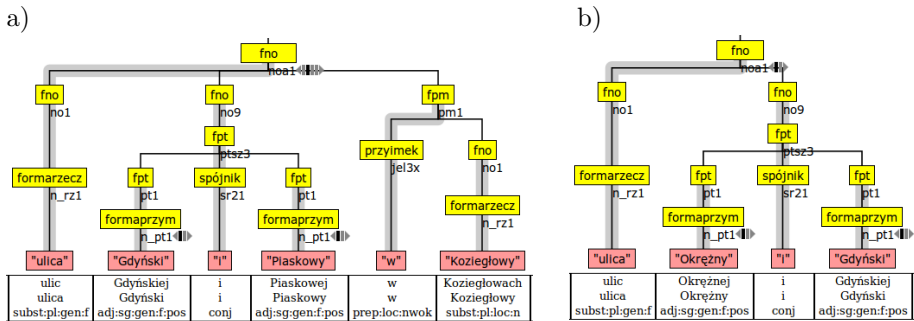 a)
fno
noa1
fno
no1
fno
no9
fpm
pm1
fpt
ptsz3
przyimek
jel3x
fno
no1
formarzecz
n_rz1
fpt
pt1
spójnik
sr21
fpt
pt1
formarzecz
n_rz1
formaprzym
n_pt1
formaprzym
n_pt1
"ulica" "Gdyński" "i" "Piaskowy" "w" "Koziegłowy"
ulic Gdyńskiej i Piaskowej w Koziegłowach
ulica Gdyński i Piaskowy w Koziegłowy
subst:pl:gen:f adj:sg:gen:f:pos conj adj:sg:gen:f:pos prep:loc:nwok subst:pl:loc:n
b)
fno
noa1
fno
no1
fno
no9
fpt
ptsz3
formarzecz
n_rz1
fpt
pt1
spójnik
sr21
fpt
pt1
formaprzym
n_pt1
formaprzym
n_pt1
"ulica" "Okrężny" "i" "Gdyński"
ulic Okrężnej i Gdyńskiej
ulica Okrężny i Gdyński
subst:pl:gen:f adj:sg:gen:f:pos conj adj:sg:gen:f:pos